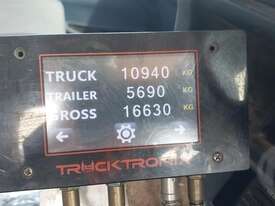 TRUCK 10940 KG
TRAILER 5690 KG
GROSS 16630 KG
TRUCKTRONIX